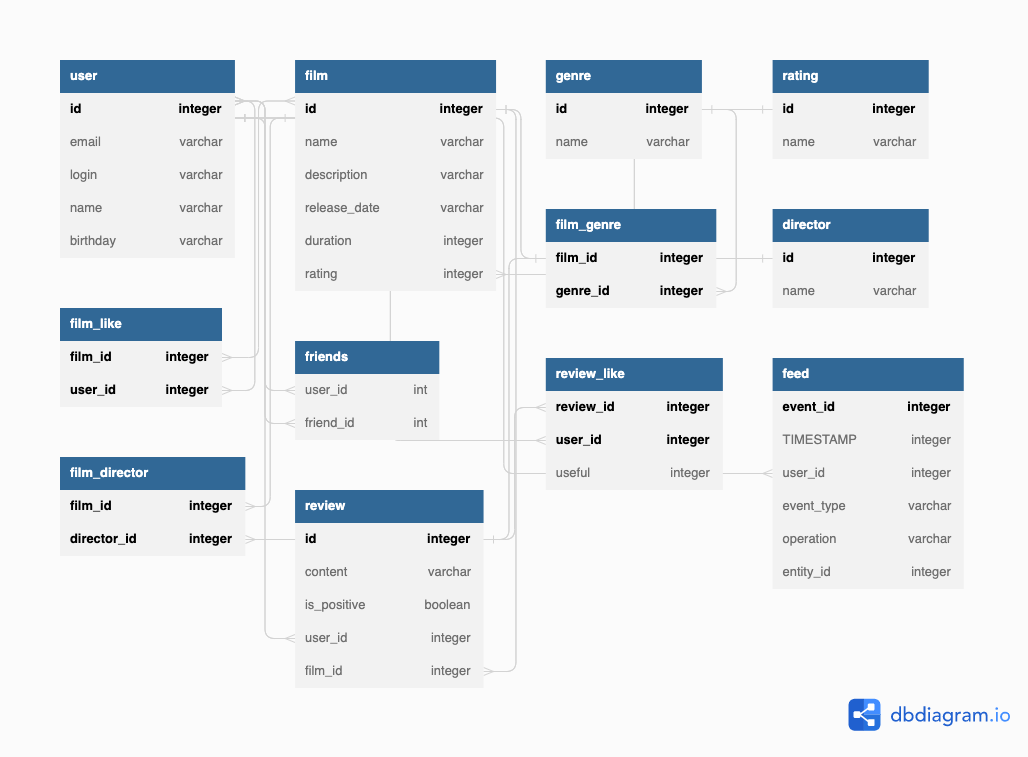 user
id integer
email varchar
login varchar
name varchar
birthday varchar
film
id integer
name varchar
description varchar
release_date varchar
duration integer
rating integer
genre
id integer
name varchar
rating
id integer
name varchar
film_genre
film_id integer
genre_id integer
director
id integer
name varchar
film_like
film_id integer
user_id integer
friends
user_id int
friend_id int
review_like
review_id integer
user_id integer
useful integer
feed
event_id integer
TIMESTAMP integer
user_id integer
event_type varchar
operation varchar
entity_id integer
film_director
film_id integer
director_id integer
review
id integer
content varchar
is_positive boolean
user_id integer
film_id integer
dbdiagram.io